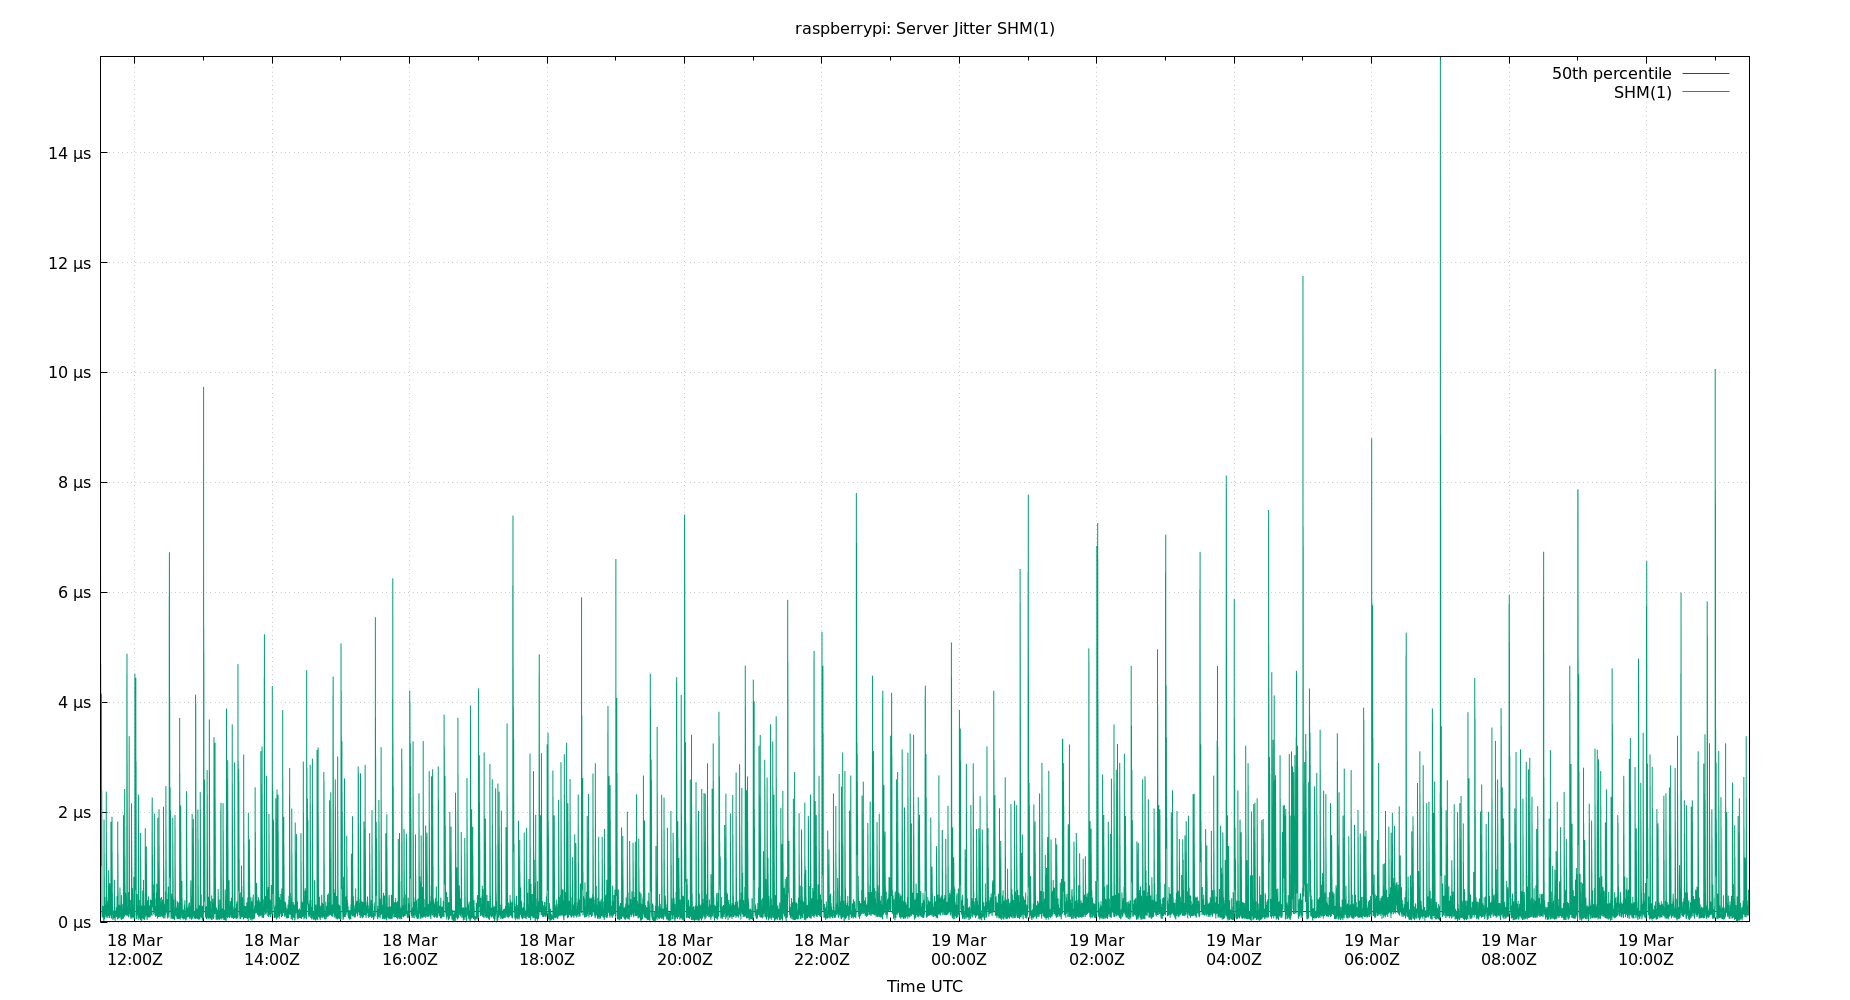 raspberrypi: Server Jitter SHM(1)
50th percentile
SHM(1)
14 µs
12 µs
10 µs
8 µs
6 µs
4 µs
2 µs
0 µs
18 Mar 18 Mar 18 Mar 18 Mar 18 Mar 18 Mar 19 Mar 19 Mar 19 Mar 19 Mar 19 Mar 19 Mar
12:00Z 14:00Z 16:00Z 18:00Z 20:00Z 22:00Z 00:00Z 02:00Z 04:00Z 06:00Z 08:00Z 10:00Z
Time UTC